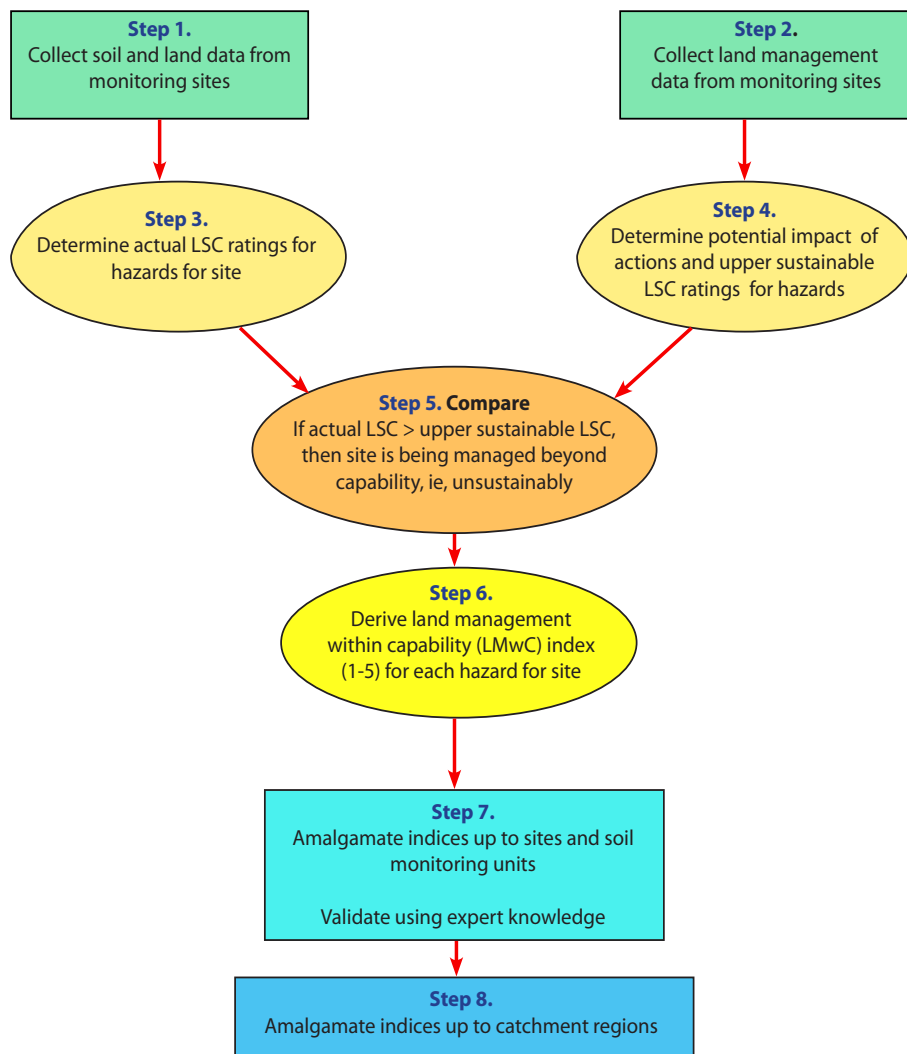 Step 1.
Collect soil and land data from
monitoring sites
Step 2.
Collect land management
data from monitoring sites
Step 3.
Determine actual LSC ratings for
hazards for site
Step 4.
Determine potential impact of
actions and upper sustainable
LSC ratings for hazards
Step 5. Compare
If actual LSC > upper sustainable LSC,
then site is being managed beyond
capability, ie, unsustainably
Step 6.
Derive land management
within capability (LMwC) index
(1-5) for each hazard for site
Step 7.
Amalgamate indices up to sites and soil
monitoring units
Validate using expert knowledge
Step 8.
Amalgamate indices up to catchment regions